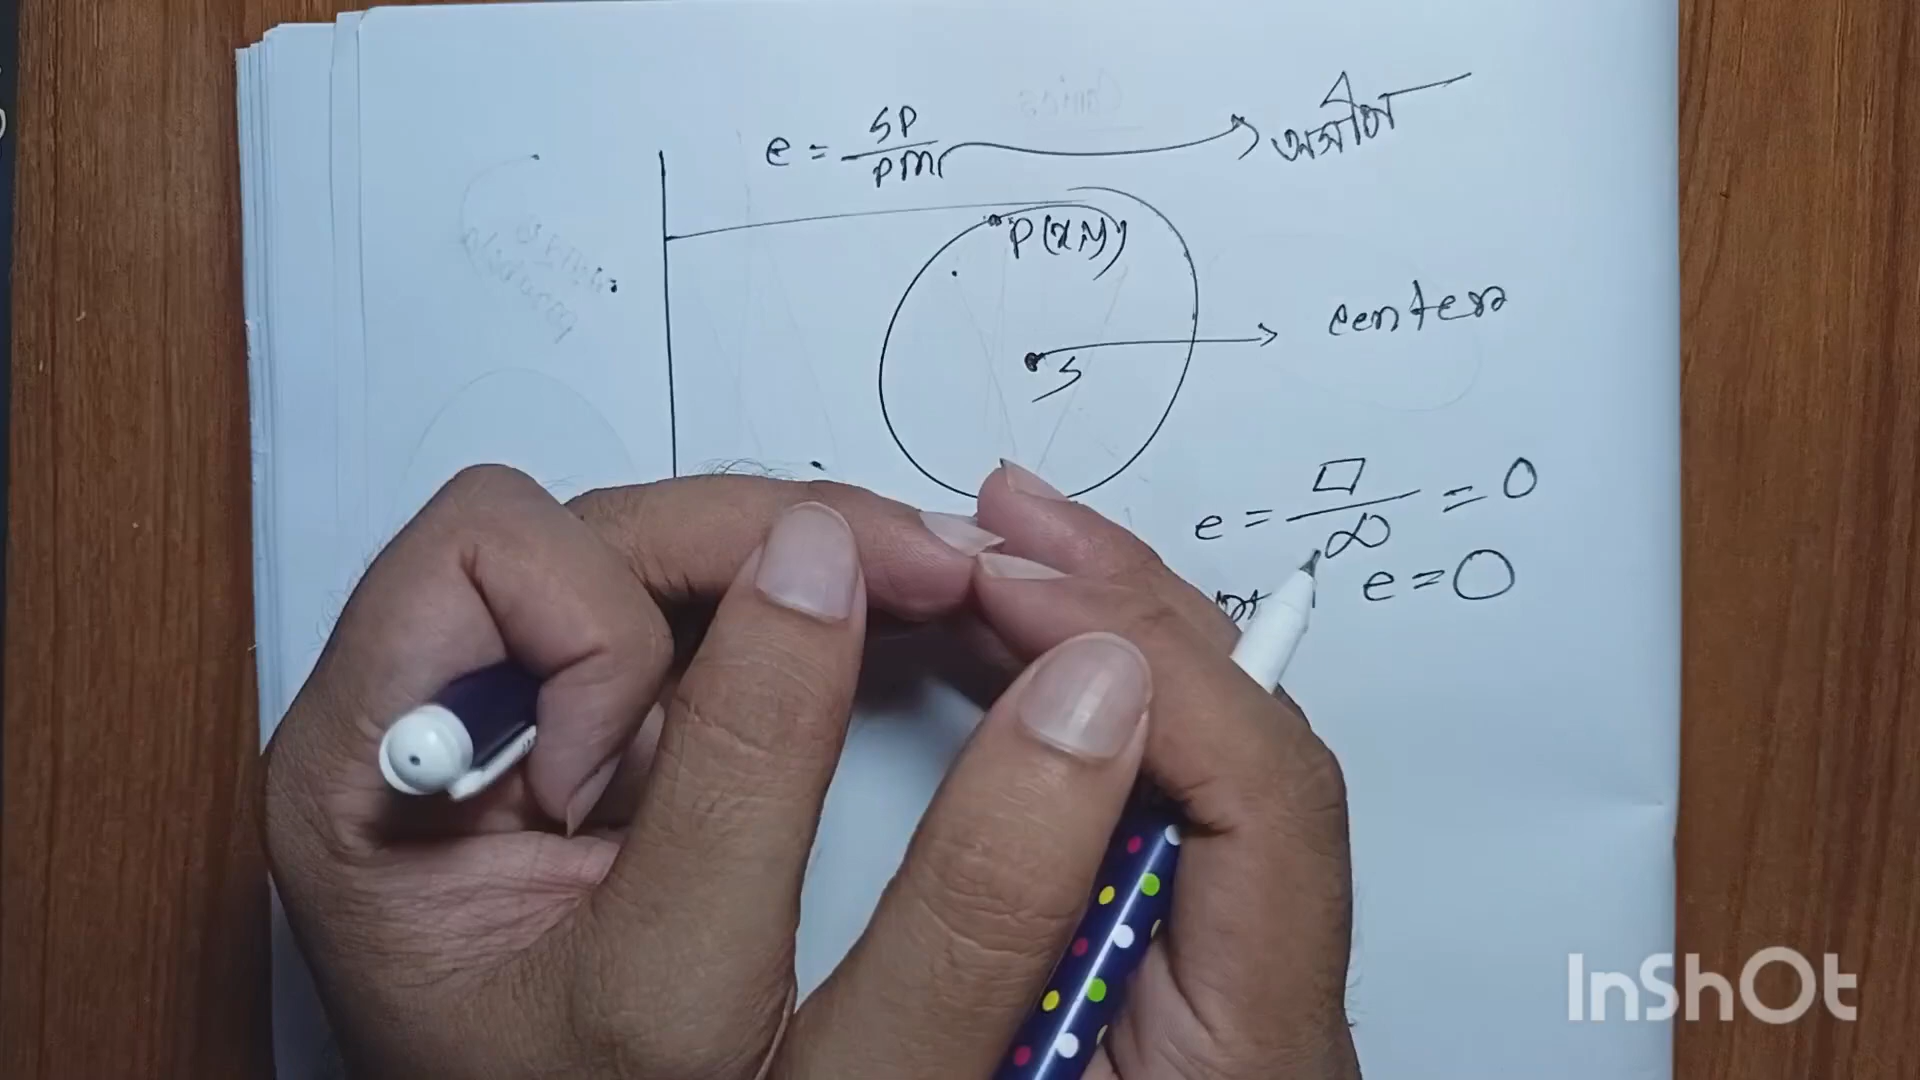 e = SP / PM → অসীম
P(x,y)
S → center
e = □ / ∞ = 0
e = 0
InShOt